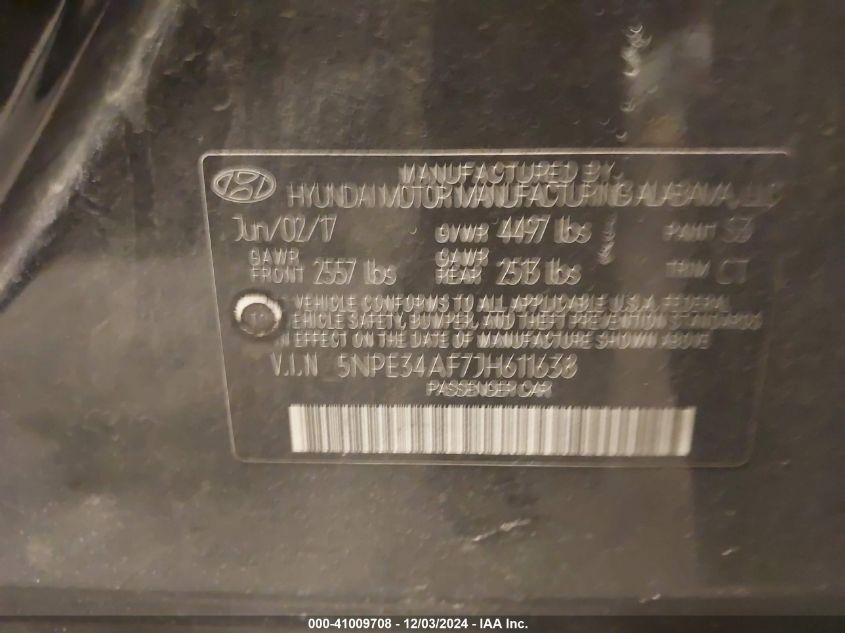 MANUFACTURED BY
HYUNDAI MOTOR MANUFACTURING ALABAMA, LLC
Jun/02/17 GVWR 4497 lbs PAINT S3
GAWR FRONT 2557 lbs GAWR REAR 2513 lbs TRIM CT
VEHICLE CONFORMS TO ALL APPLICABLE U.S.A. FEDERAL
VEHICLE SAFETY, BUMPER, AND THEFT PREVENTION STANDARDS
IN EFFECT ON THE DATE OF MANUFACTURE SHOWN ABOVE
V.I.N 5NPE34AF7JH611638
PASSENGER CAR
000-41009708 - 12/03/2024 - IAA Inc.